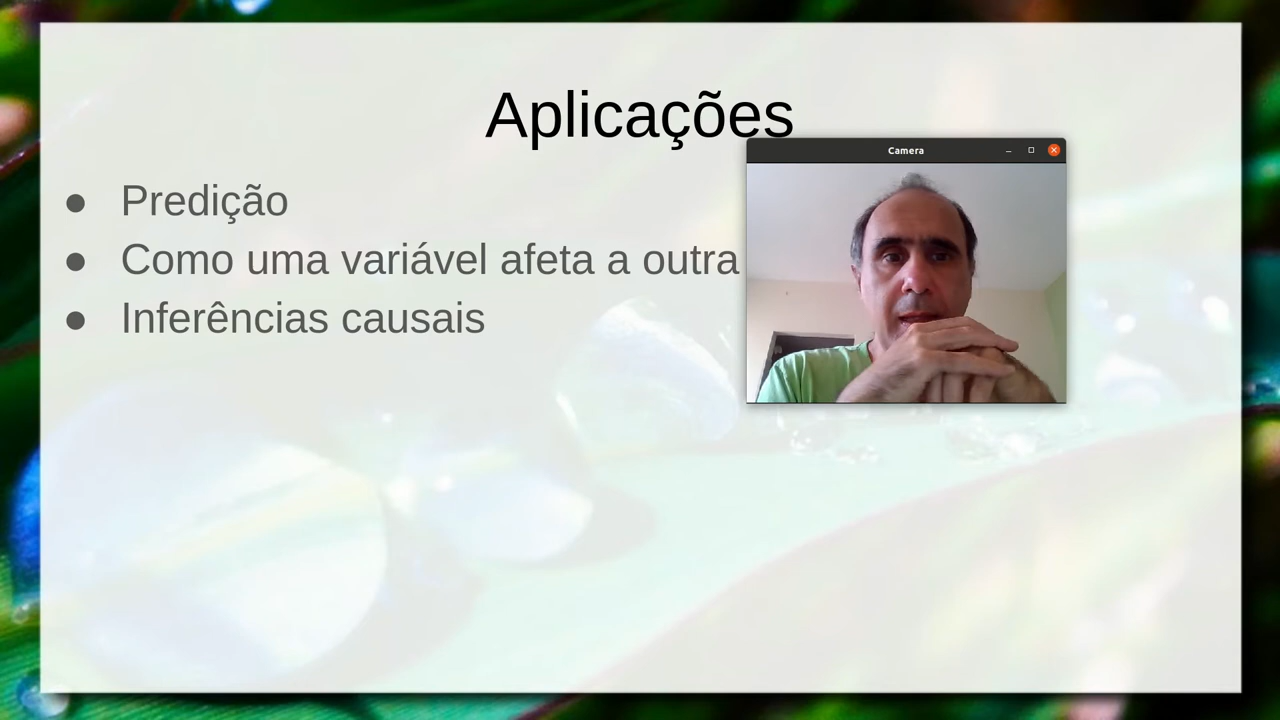 Aplicações
Camera
● Predição
● Como uma variável afeta a outra
● Inferências causais